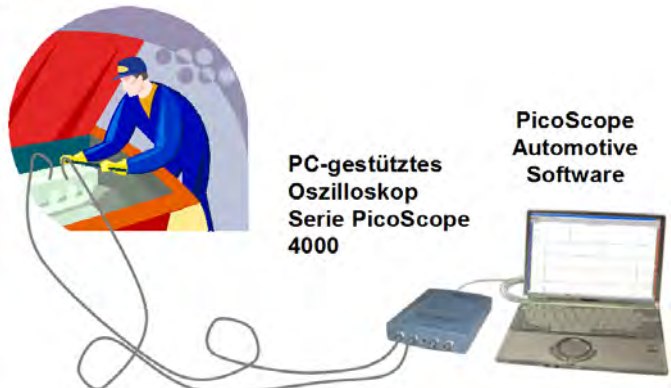 PC-gestütztes
Oszilloskop
Serie PicoScope
4000
PicoScope
Automotive
Software